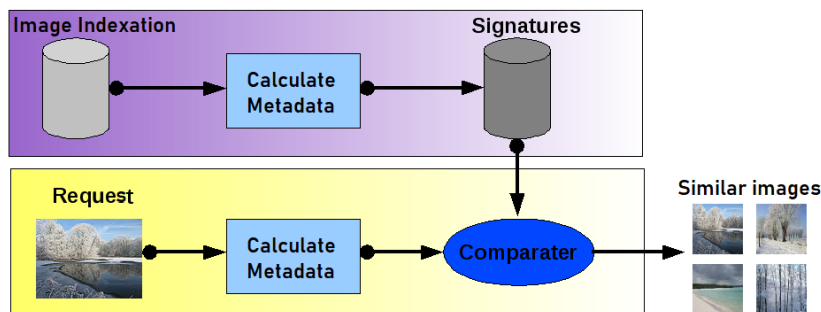 Image Indexation
Signatures
Calculate
Metadata
Request
Calculate
Metadata
Comparater
Similar images